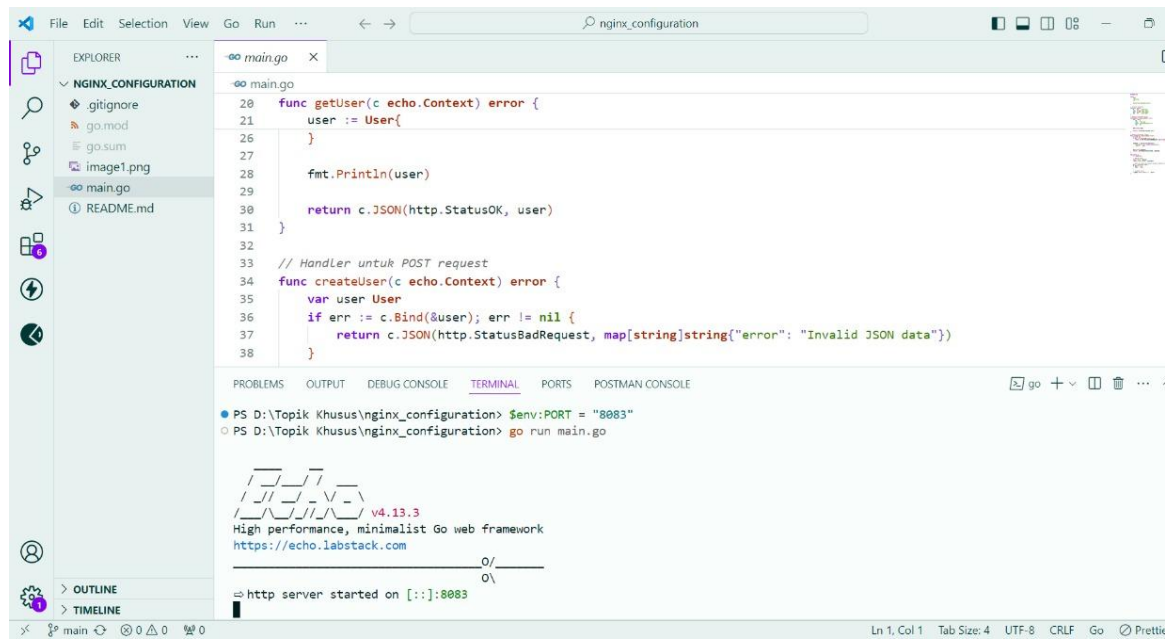 File Edit Selection View Go Run ... nginx_configuration
EXPLORER ...
NGINX_CONFIGURATION
.gitignore
go.mod
go.sum
image1.png
main.go
README.md
OUTLINE
TIMELINE
main.go
main.go
20 func getUser(c echo.Context) error {
21 user := User{
26 }
27
28 fmt.Println(user)
29
30 return c.JSON(http.StatusOK, user)
31 }
32
33 // Handler untuk POST request
34 func createUser(c echo.Context) error {
35 var user User
36 if err := c.Bind(&user); err != nil {
37 return c.JSON(http.StatusBadRequest, map[string]string{"error": "Invalid JSON data"})
38 }
PROBLEMS OUTPUT DEBUG CONSOLE TERMINAL PORTS POSTMAN CONSOLE go ...
PS D:\Topik Khusus\nginx_configuration> $env:PORT = "8083"
PS D:\Topik Khusus\nginx_configuration> go run main.go
v4.13.3
High performance, minimalist Go web framework
https://echo.labstack.com
O/
O\
⇨ http server started on [::]:8083
6
1
main 0 0 0 Ln 1, Col 1 Tab Size: 4 UTF-8 CRLF Go